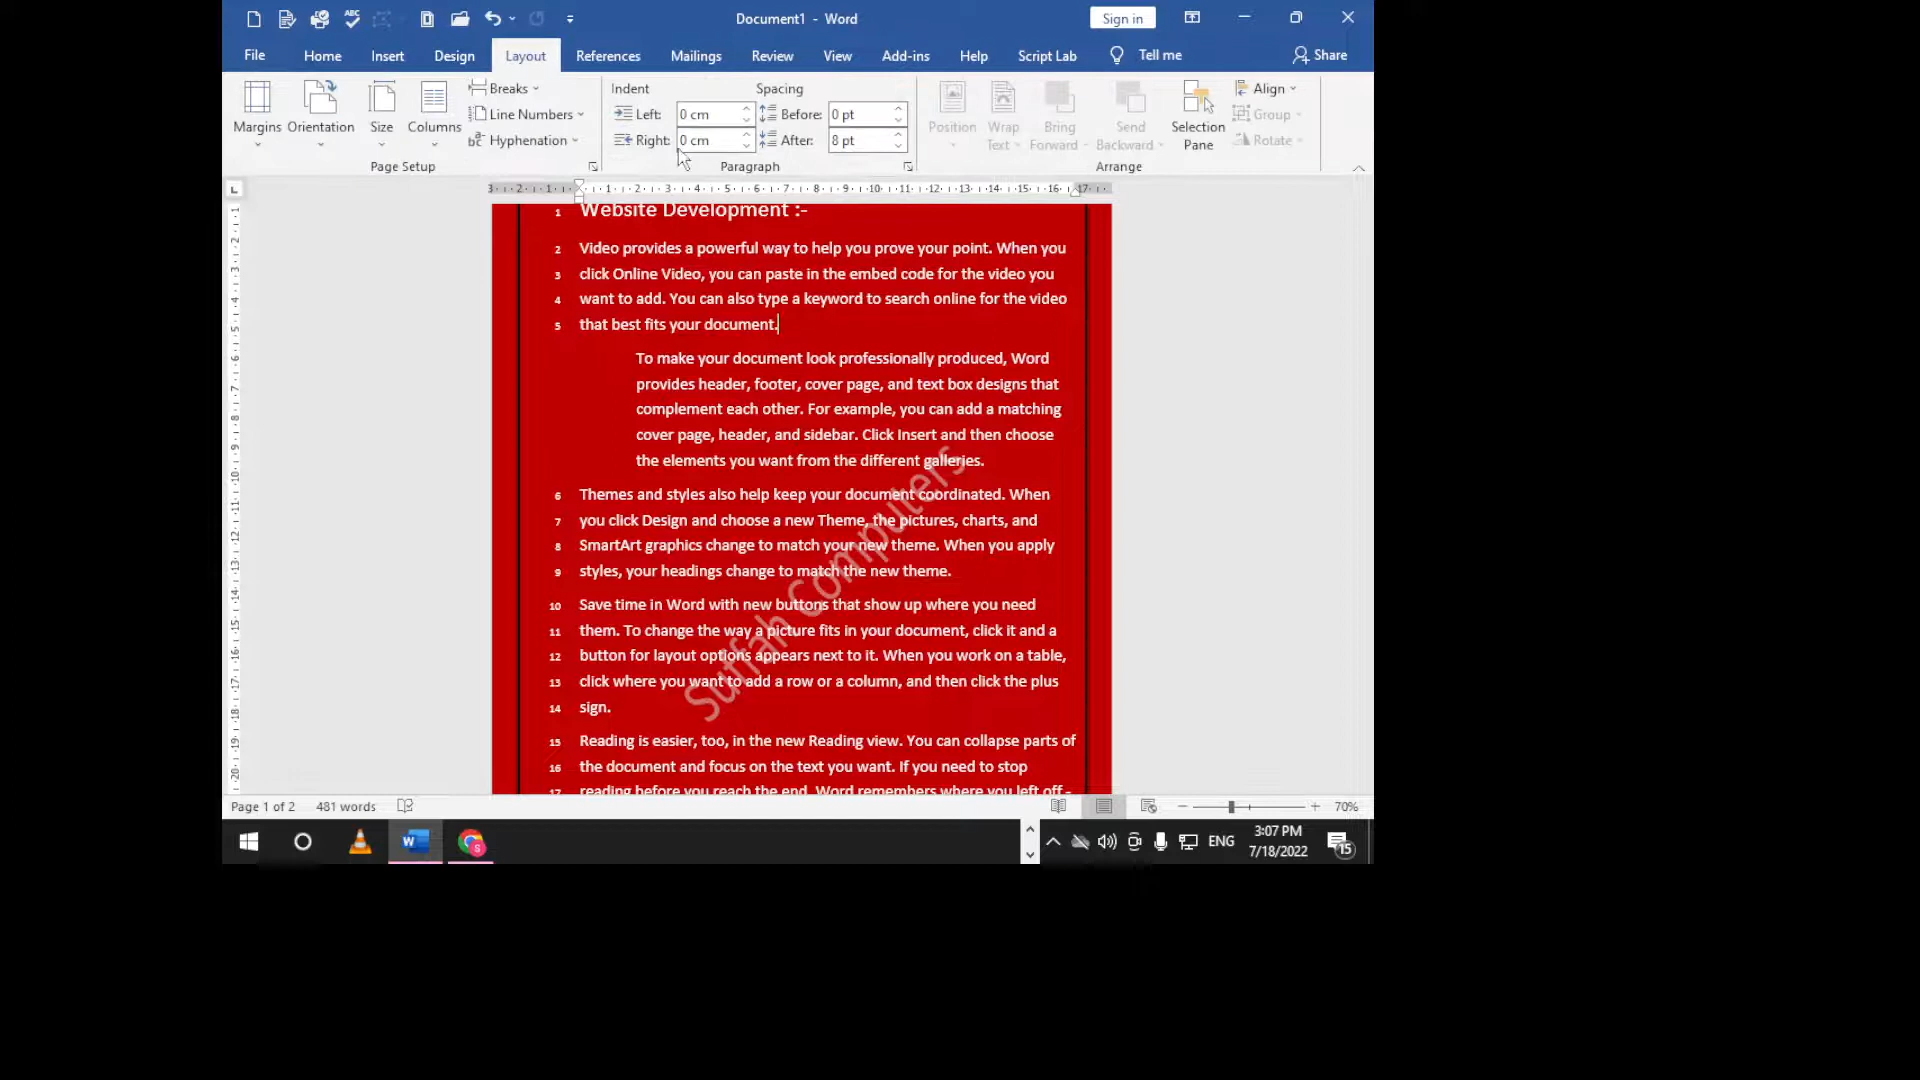 Document1 - Word
Sign in
File Home Insert Design Layout References Mailings Review View Add-ins Help Script Lab Tell me Share
Margins Orientation Size Columns
Breaks
Line Numbers
Hyphenation
Page Setup
Indent Spacing
Left: 0 cm Before: 0 pt
Right: 0 cm After: 8 pt
Paragraph
Position Wrap Text Bring Forward Send Backward Selection Pane
Align
Group
Rotate
Arrange
1 Website Development :-
2 Video provides a powerful way to help you prove your point. When you
3 click Online Video, you can paste in the embed code for the video you
4 want to add. You can also type a keyword to search online for the video
5 that best fits your document.
To make your document look professionally produced, Word
provides header, footer, cover page, and text box designs that
complement each other. For example, you can add a matching
cover page, header, and sidebar. Click Insert and then choose
the elements you want from the different galleries.
6 Themes and styles also help keep your document coordinated. When
7 you click Design and choose a new Theme, the pictures, charts, and
8 SmartArt graphics change to match your new theme. When you apply
9 styles, your headings change to match the new theme.
10 Save time in Word with new buttons that show up where you need
11 them. To change the way a picture fits in your document, click it and a
12 button for layout options appears next to it. When you work on a table,
13 click where you want to add a row or a column, and then click the plus
14 sign.
15 Reading is easier, too, in the new Reading view. You can collapse parts of
16 the document and focus on the text you want. If you need to stop
17 reading before you reach the end, Word remembers where you left off -
Suffah Computers
Page 1 of 2 481 words 70%
ENG
3:07 PM
7/18/2022
15